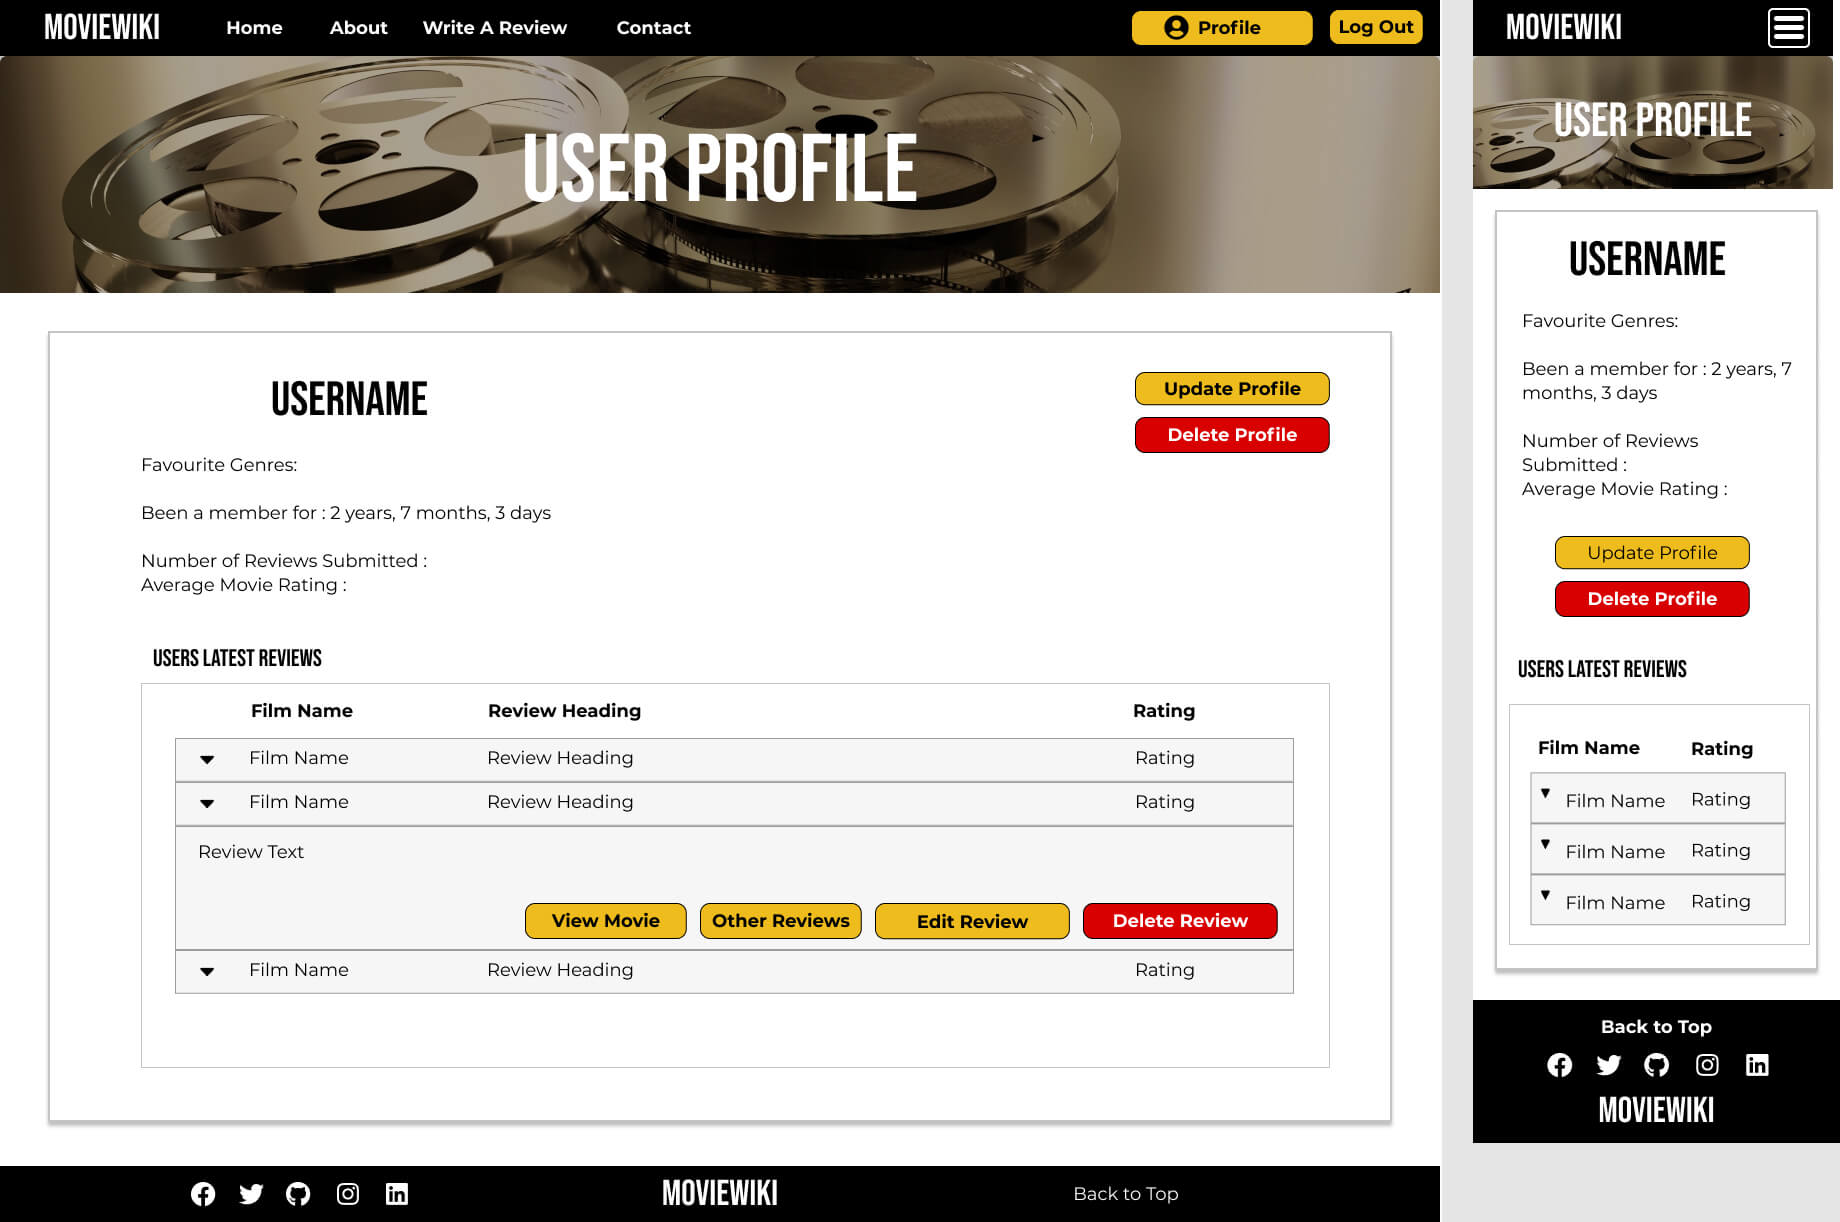 MOVIEWIKI Home About Write A Review Contact Profile Log Out
USER PROFILE
USERNAME
Update Profile
Delete Profile
Favourite Genres:
Been a member for : 2 years, 7 months, 3 days
Number of Reviews Submitted :
Average Movie Rating :
USERS LATEST REVIEWS
Film Name Review Heading Rating
Film Name Review Heading Rating
Film Name Review Heading Rating
Review Text
View Movie Other Reviews Edit Review Delete Review
Film Name Review Heading Rating
MOVIEWIKI Back to Top
MOVIEWIKI
USER PROFILE
USERNAME
Favourite Genres:
Been a member for : 2 years, 7
months, 3 days
Number of Reviews
Submitted :
Average Movie Rating :
Update Profile
Delete Profile
USERS LATEST REVIEWS
Film Name Rating
Film Name Rating
Film Name Rating
Film Name Rating
Back to Top
MOVIEWIKI